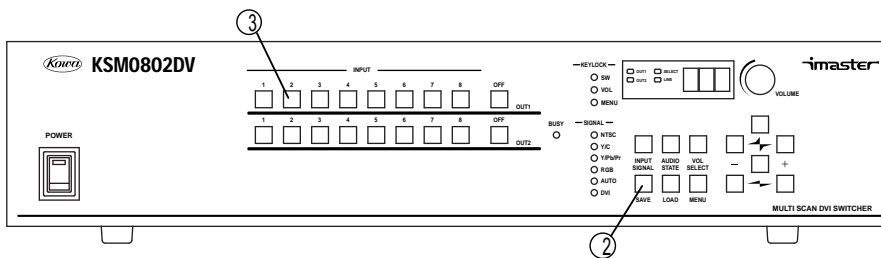 ③
Kowa KSM0802DV
INPUT
1 2 3 4 5 6 7 8 OFF
OUT1
1 2 3 4 5 6 7 8 OFF
OUT2
POWER
BUSY
KEYLOCK
SW
VOL
MENU
SIGNAL
NTSC
Y/C
Y/Pb/Pr
RGB
AUTO
DVI
OUT1 SELECT
OUT2 LINE
VOLUME
imaster
INPUT SIGNAL
AUDIO STATE
VOL SELECT
SAVE LOAD MENU
− +
MULTI SCAN DVI SWITCHER
②